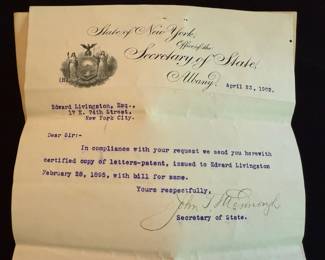 State of New York,
Office of the
Secretary of State,
Albany
April 23, 1902.
Edward Livingston, Esq.,
17 E. 74th Street.
New York City.
Dear Sir:-
In compliance with your request we send you herewith
certified copy of letters-patent, issued to Edward Livingston
February 28, 1895, with bill for same.
Yours respectfully,
John T. McDonough
Secretary of State.